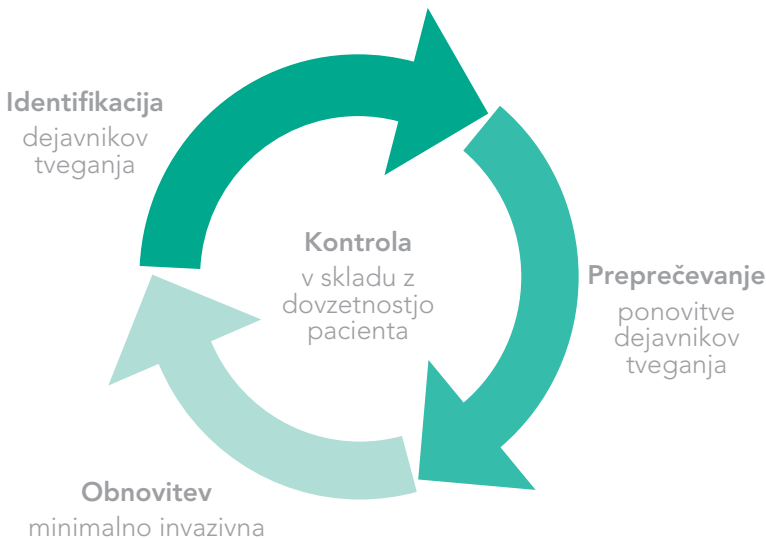 Identifikacija
dejavnikov
tveganja
Kontrola
v skladu z
dovzetnostjo
pacienta
Preprečevanje
ponovitve
dejavnikov
tveganja
Obnovitev
minimalno invazivna